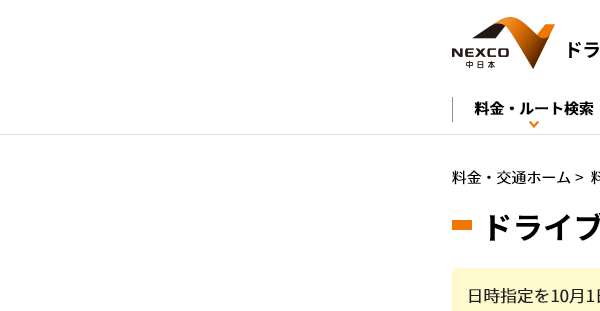 NEXCO
中日本
ドラ
料金・ルート検索
料金・交通ホーム >
ドライブ
日時指定を10月1日